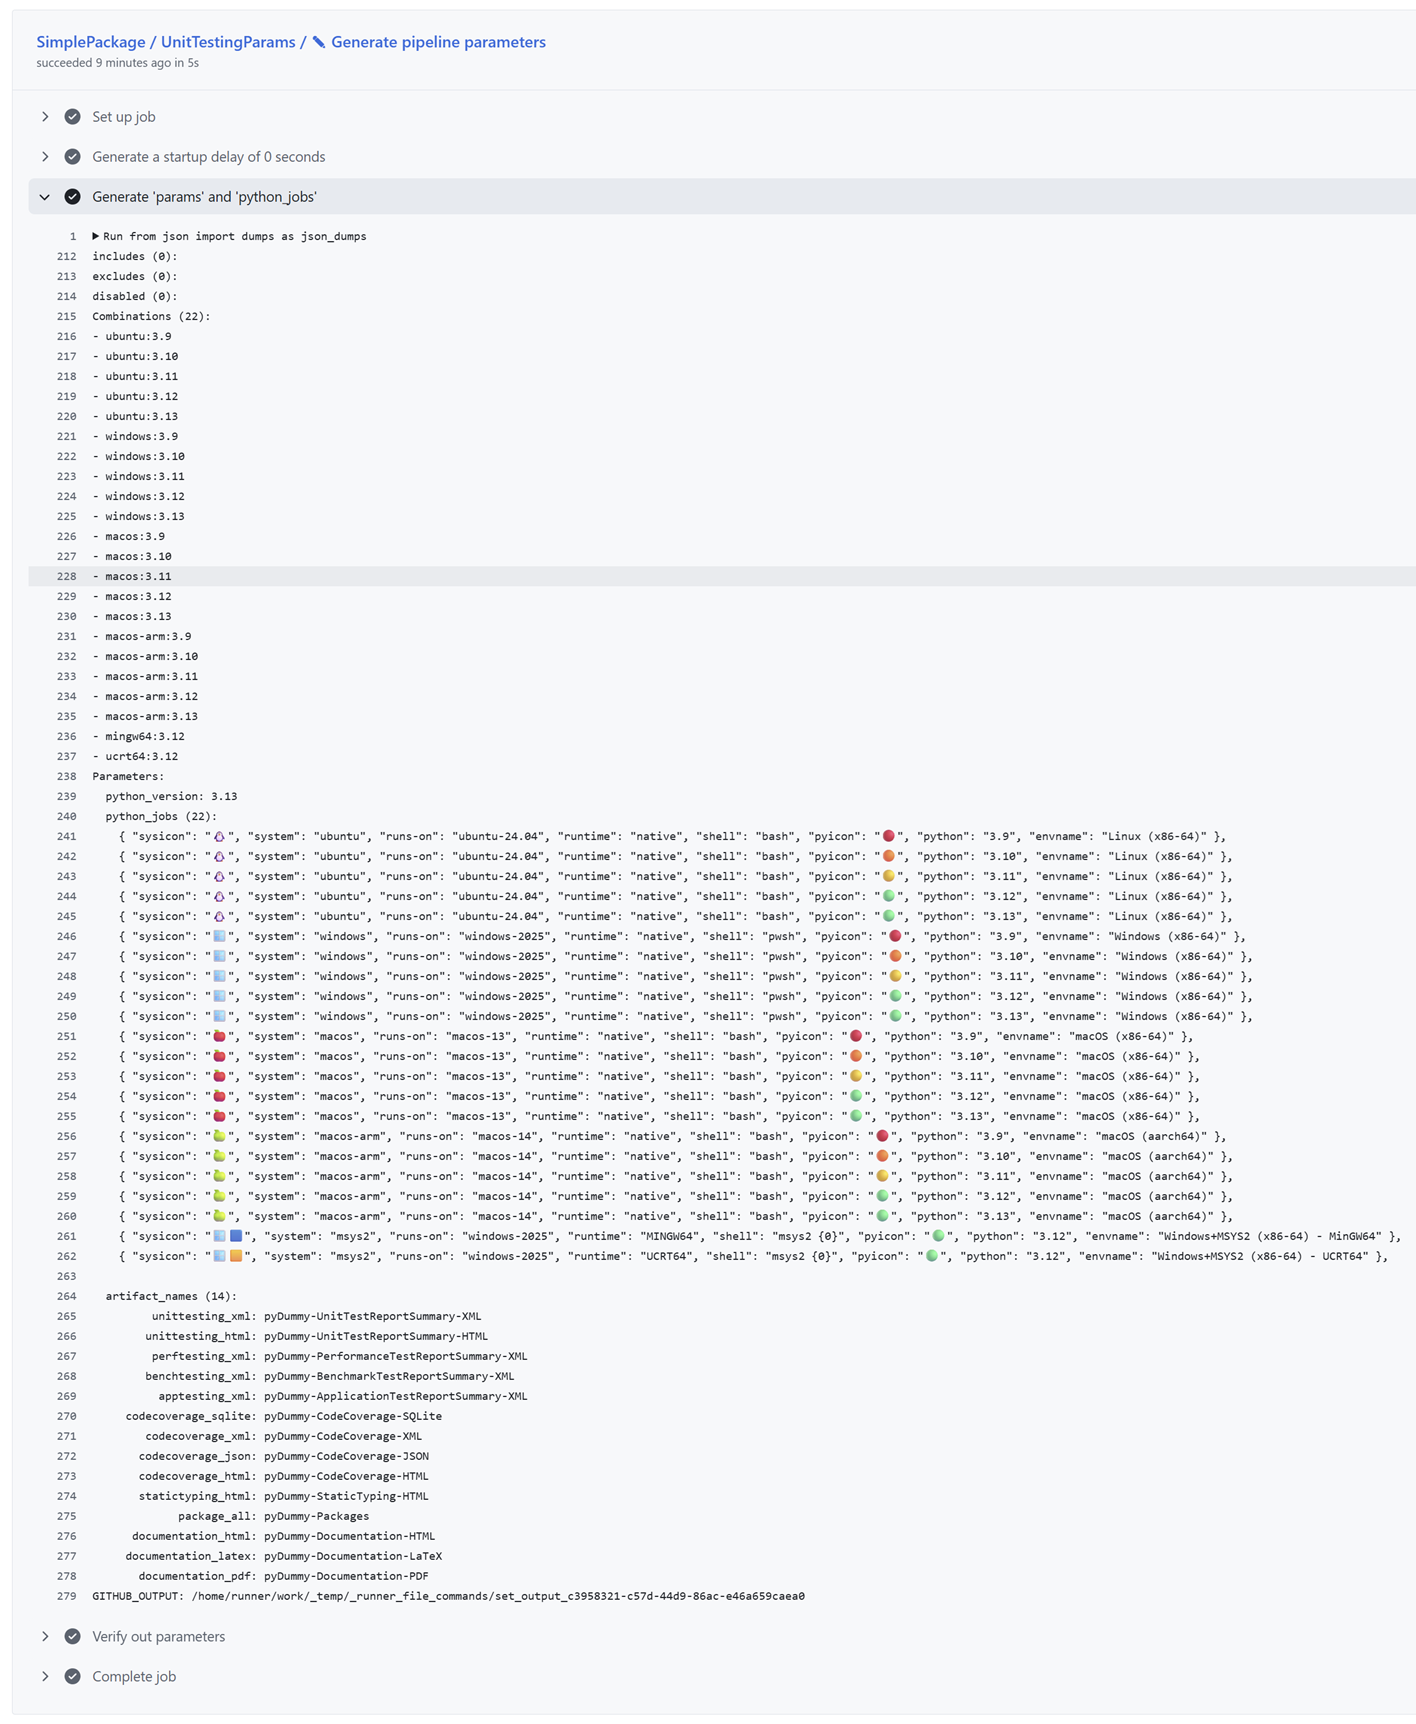 SimplePackage / UnitTestingParams / ✏️ Generate pipeline parameters
succeeded 9 minutes ago in 5s
Set up job
Generate a startup delay of 0 seconds
Generate 'params' and 'python_jobs'
1 ▶ Run from json import dumps as json_dumps
212 includes (0):
213 excludes (0):
214 disabled (0):
215 Combinations (22):
216 - ubuntu:3.9
217 - ubuntu:3.10
218 - ubuntu:3.11
219 - ubuntu:3.12
220 - ubuntu:3.13
221 - windows:3.9
222 - windows:3.10
223 - windows:3.11
224 - windows:3.12
225 - windows:3.13
226 - macos:3.9
227 - macos:3.10
228 - macos:3.11
229 - macos:3.12
230 - macos:3.13
231 - macos-arm:3.9
232 - macos-arm:3.10
233 - macos-arm:3.11
234 - macos-arm:3.12
235 - macos-arm:3.13
236 - mingw64:3.12
237 - ucrt64:3.12
238 Parameters:
239 python_version: 3.13
240 python_jobs (22):
241 { "sysicon": "🐧", "system": "ubuntu", "runs-on": "ubuntu-24.04", "runtime": "native", "shell": "bash", "pyicon": "🔴", "python": "3.9", "envname": "Linux (x86-64)" },
242 { "sysicon": "🐧", "system": "ubuntu", "runs-on": "ubuntu-24.04", "runtime": "native", "shell": "bash", "pyicon": "🟠", "python": "3.10", "envname": "Linux (x86-64)" },
243 { "sysicon": "🐧", "system": "ubuntu", "runs-on": "ubuntu-24.04", "runtime": "native", "shell": "bash", "pyicon": "🟡", "python": "3.11", "envname": "Linux (x86-64)" },
244 { "sysicon": "🐧", "system": "ubuntu", "runs-on": "ubuntu-24.04", "runtime": "native", "shell": "bash", "pyicon": "🟢", "python": "3.12", "envname": "Linux (x86-64)" },
245 { "sysicon": "🐧", "system": "ubuntu", "runs-on": "ubuntu-24.04", "runtime": "native", "shell": "bash", "pyicon": "🟢", "python": "3.13", "envname": "Linux (x86-64)" },
246 { "sysicon": "🪟", "system": "windows", "runs-on": "windows-2025", "runtime": "native", "shell": "pwsh", "pyicon": "🔴", "python": "3.9", "envname": "Windows (x86-64)" },
247 { "sysicon": "🪟", "system": "windows", "runs-on": "windows-2025", "runtime": "native", "shell": "pwsh", "pyicon": "🟠", "python": "3.10", "envname": "Windows (x86-64)" },
248 { "sysicon": "🪟", "system": "windows", "runs-on": "windows-2025", "runtime": "native", "shell": "pwsh", "pyicon": "🟡", "python": "3.11", "envname": "Windows (x86-64)" },
249 { "sysicon": "🪟", "system": "windows", "runs-on": "windows-2025", "runtime": "native", "shell": "pwsh", "pyicon": "🟢", "python": "3.12", "envname": "Windows (x86-64)" },
250 { "sysicon": "🪟", "system": "windows", "runs-on": "windows-2025", "runtime": "native", "shell": "pwsh", "pyicon": "🟢", "python": "3.13", "envname": "Windows (x86-64)" },
251 { "sysicon": "🍎", "system": "macos", "runs-on": "macos-13", "runtime": "native", "shell": "bash", "pyicon": "🔴", "python": "3.9", "envname": "macOS (x86-64)" },
252 { "sysicon": "🍎", "system": "macos", "runs-on": "macos-13", "runtime": "native", "shell": "bash", "pyicon": "🟠", "python": "3.10", "envname": "macOS (x86-64)" },
253 { "sysicon": "🍎", "system": "macos", "runs-on": "macos-13", "runtime": "native", "shell": "bash", "pyicon": "🟡", "python": "3.11", "envname": "macOS (x86-64)" },
254 { "sysicon": "🍎", "system": "macos", "runs-on": "macos-13", "runtime": "native", "shell": "bash", "pyicon": "🟢", "python": "3.12", "envname": "macOS (x86-64)" },
255 { "sysicon": "🍎", "system": "macos", "runs-on": "macos-13", "runtime": "native", "shell": "bash", "pyicon": "🟢", "python": "3.13", "envname": "macOS (x86-64)" },
256 { "sysicon": "🍏", "system": "macos-arm", "runs-on": "macos-14", "runtime": "native", "shell": "bash", "pyicon": "🔴", "python": "3.9", "envname": "macOS (aarch64)" },
257 { "sysicon": "🍏", "system": "macos-arm", "runs-on": "macos-14", "runtime": "native", "shell": "bash", "pyicon": "🟠", "python": "3.10", "envname": "macOS (aarch64)" },
258 { "sysicon": "🍏", "system": "macos-arm", "runs-on": "macos-14", "runtime": "native", "shell": "bash", "pyicon": "🟡", "python": "3.11", "envname": "macOS (aarch64)" },
259 { "sysicon": "🍏", "system": "macos-arm", "runs-on": "macos-14", "runtime": "native", "shell": "bash", "pyicon": "🟢", "python": "3.12", "envname": "macOS (aarch64)" },
260 { "sysicon": "🍏", "system": "macos-arm", "runs-on": "macos-14", "runtime": "native", "shell": "bash", "pyicon": "🟢", "python": "3.13", "envname": "macOS (aarch64)" },
261 { "sysicon": "🪟🟦", "system": "msys2", "runs-on": "windows-2025", "runtime": "MINGW64", "shell": "msys2 {0}", "pyicon": "🟢", "python": "3.12", "envname": "Windows+MSYS2 (x86-64) - MinGW64" },
262 { "sysicon": "🪟🟧", "system": "msys2", "runs-on": "windows-2025", "runtime": "UCRT64", "shell": "msys2 {0}", "pyicon": "🟢", "python": "3.12", "envname": "Windows+MSYS2 (x86-64) - UCRT64" },
263
264 artifact_names (14):
265 unittesting_xml: pyDummy-UnitTestReportSummary-XML
266 unittesting_html: pyDummy-UnitTestReportSummary-HTML
267 perftesting_xml: pyDummy-PerformanceTestReportSummary-XML
268 benchtesting_xml: pyDummy-BenchmarkTestReportSummary-XML
269 apptesting_xml: pyDummy-ApplicationTestReportSummary-XML
270 codecoverage_sqlite: pyDummy-CodeCoverage-SQLite
271 codecoverage_xml: pyDummy-CodeCoverage-XML
272 codecoverage_json: pyDummy-CodeCoverage-JSON
273 codecoverage_html: pyDummy-CodeCoverage-HTML
274 statictyping_html: pyDummy-StaticTyping-HTML
275 package_all: pyDummy-Packages
276 documentation_html: pyDummy-Documentation-HTML
277 documentation_latex: pyDummy-Documentation-LaTeX
278 documentation_pdf: pyDummy-Documentation-PDF
279 GITHUB_OUTPUT: /home/runner/work/_temp/_runner_file_commands/set_output_c3958321-c57d-44d9-86ac-e46a659caea0
Verify out parameters
Complete job